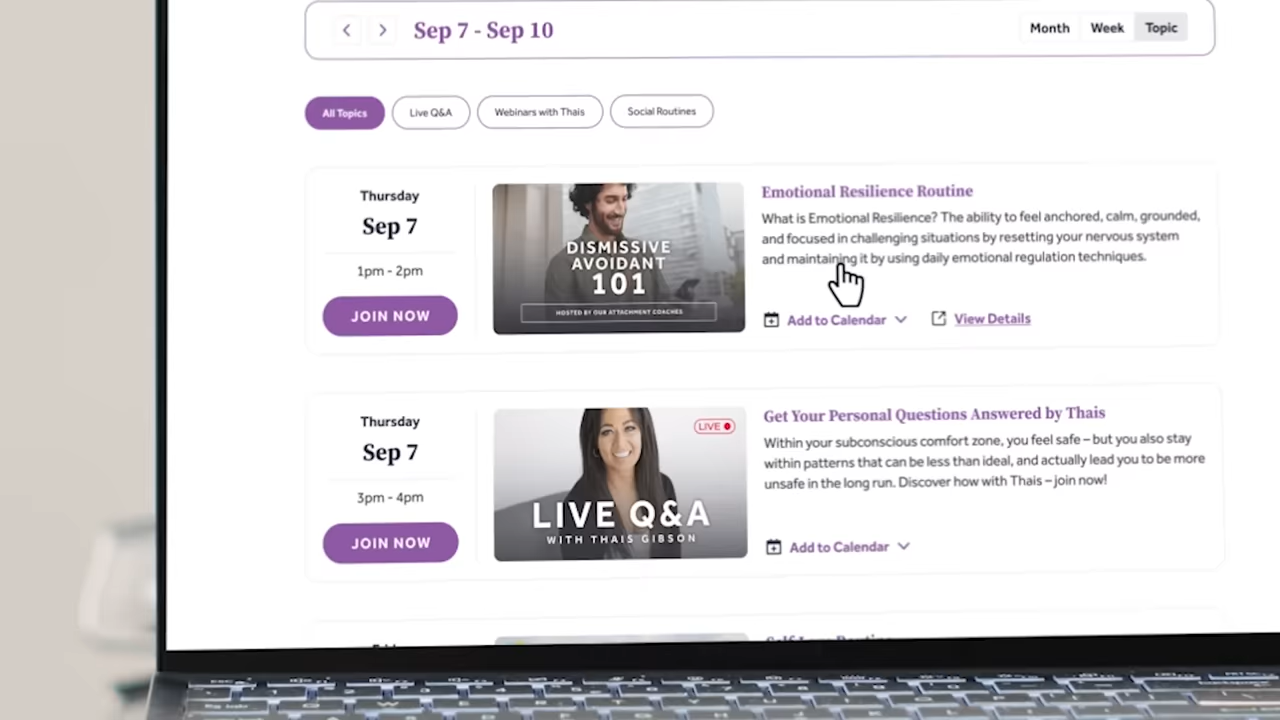 Sep 7 - Sep 10
Month
Week
Topic
All Topics
Live Q&A
Webinars with Thais
Social Routines
Thursday
Sep 7
1pm - 2pm
JOIN NOW
DISMISSIVE
AVOIDANT
101
HOSTED BY OUR ATTACHMENT COACHES
Emotional Resilience Routine
What is Emotional Resilience? The ability to feel anchored, calm, grounded,
and focused in challenging situations by resetting your nervous system
and maintaining it by using daily emotional regulation techniques.
Add to Calendar
View Details
Thursday
Sep 7
3pm - 4pm
JOIN NOW
LIVE
LIVE Q&A
WITH THAIS GIBSON
Get Your Personal Questions Answered by Thais
Within your subconscious comfort zone, you feel safe – but you also stay
within patterns that can be less than ideal, and actually lead you to be more
unsafe in the long run. Discover how with Thais – join now!
Add to Calendar